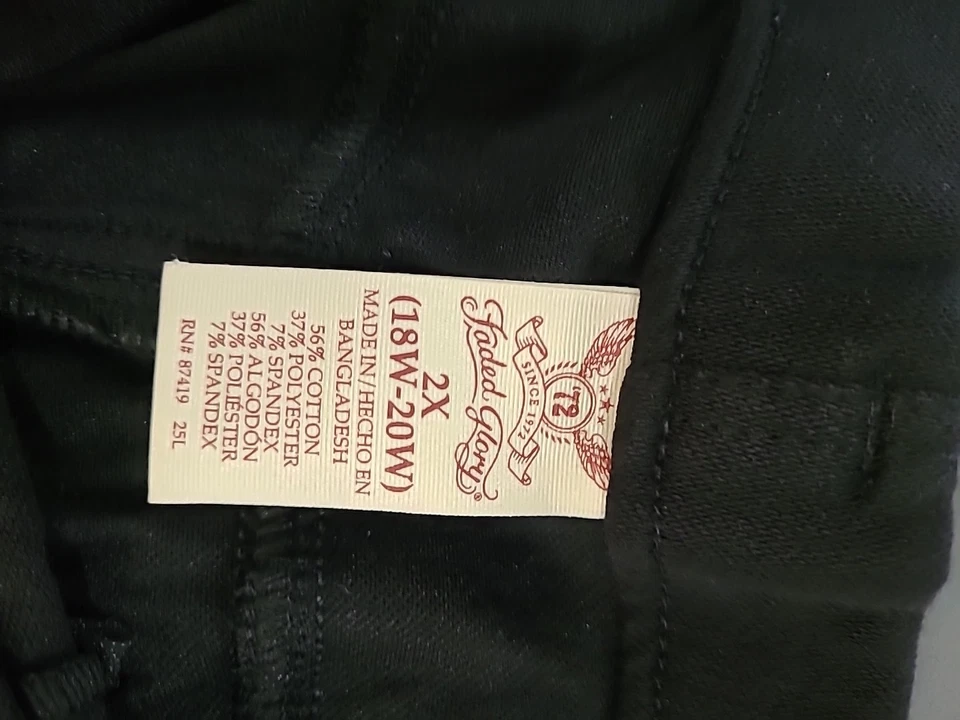 72
SINCE 1972
Jaded Glory®
2X
(18W-20W)
MADE IN/HECHO EN
BANGLADESH
56% COTTON
37% POLYESTER
7% SPANDEX
56% ALGODÓN
37% POLIÉSTER
7% SPANDEX
RN# 87419 25L